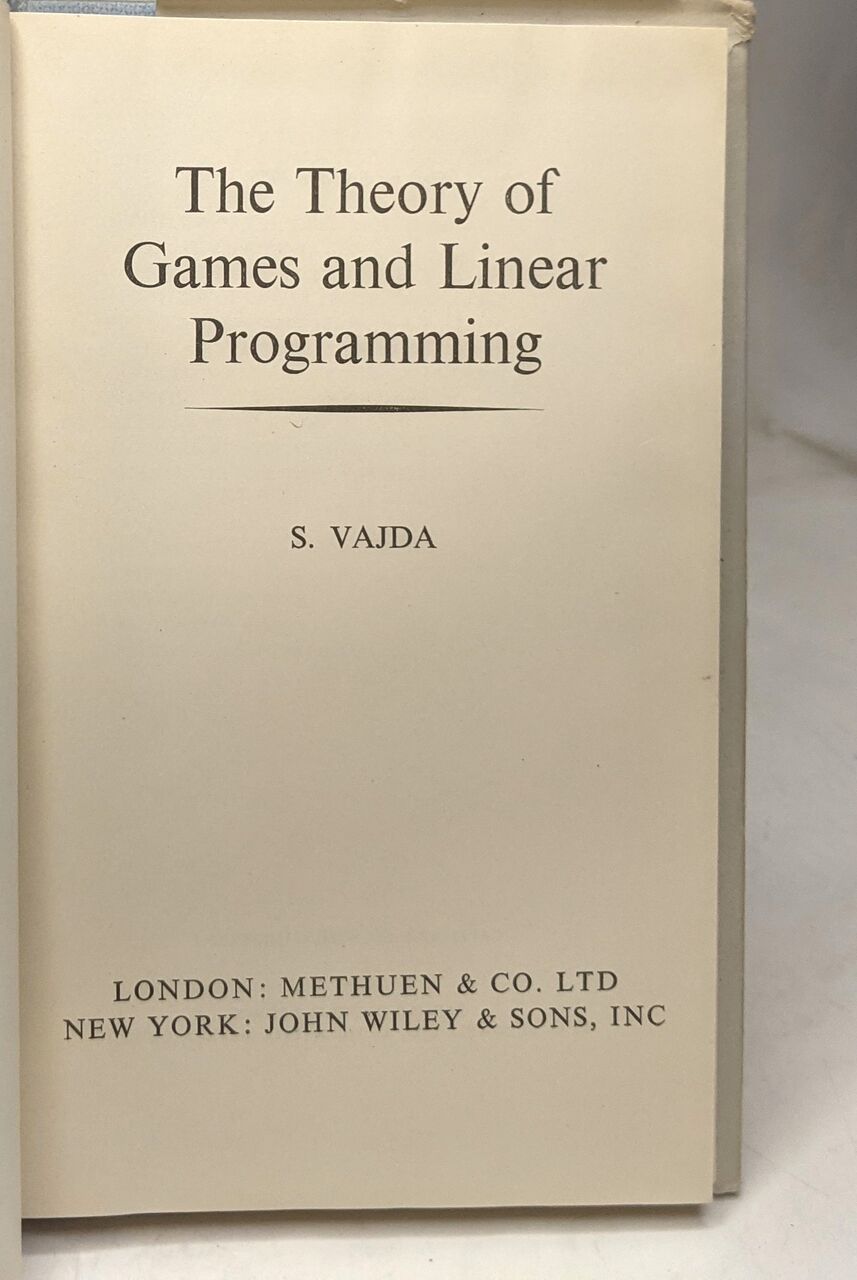 The Theory of
Games and Linear
Programming
S. VAJDA
LONDON: METHUEN & CO. LTD
NEW YORK: JOHN WILEY & SONS, INC